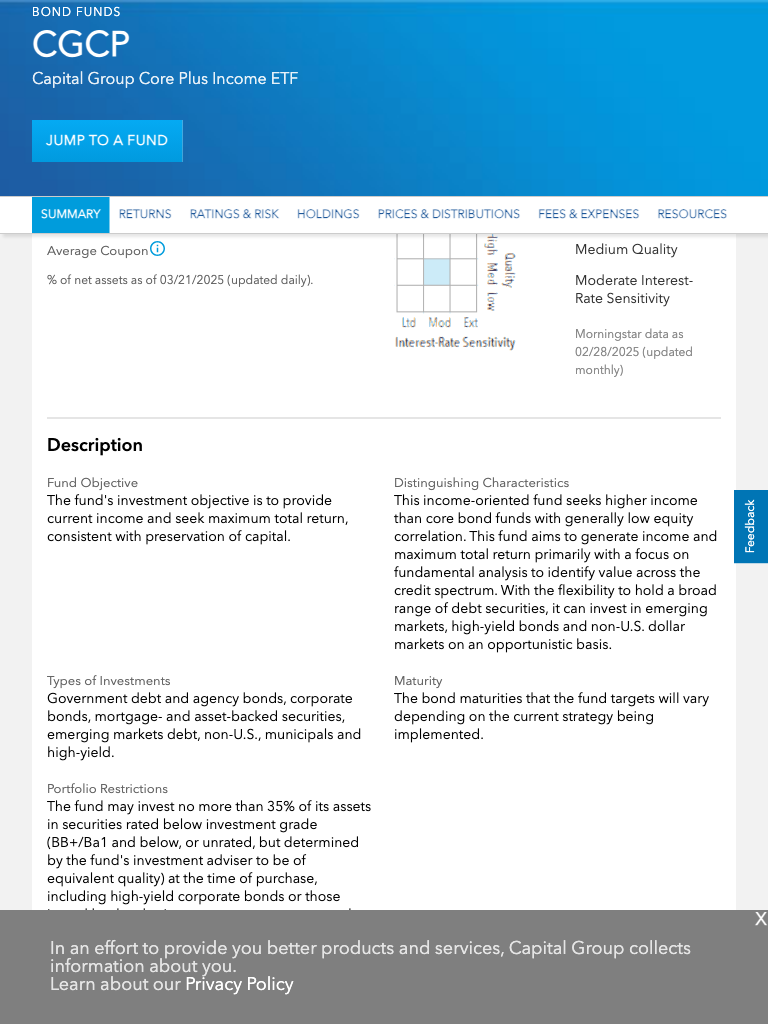 BOND FUNDS
CGCP
Capital Group Core Plus Income ETF
JUMP TO A FUND
SUMMARY RETURNS RATINGS & RISK HOLDINGS PRICES & DISTRIBUTIONS FEES & EXPENSES RESOURCES
Average Coupon
% of net assets as of 03/21/2025 (updated daily).
High Med Low
Quality
Ltd Mod Ext
Interest-Rate Sensitivity
Medium Quality
Moderate Interest-
Rate Sensitivity
Morningstar data as
02/28/2025 (updated
monthly)
Description
Fund Objective
The fund's investment objective is to provide
current income and seek maximum total return,
consistent with preservation of capital.
Distinguishing Characteristics
This income-oriented fund seeks higher income
than core bond funds with generally low equity
correlation. This fund aims to generate income and
maximum total return primarily with a focus on
fundamental analysis to identify value across the
credit spectrum. With the flexibility to hold a broad
range of debt securities, it can invest in emerging
markets, high-yield bonds and non-U.S. dollar
markets on an opportunistic basis.
Types of Investments
Government debt and agency bonds, corporate
bonds, mortgage- and asset-backed securities,
emerging markets debt, non-U.S., municipals and
high-yield.
Maturity
The bond maturities that the fund targets will vary
depending on the current strategy being
implemented.
Portfolio Restrictions
The fund may invest no more than 35% of its assets
in securities rated below investment grade
(BB+/Ba1 and below, or unrated, but determined
by the fund's investment adviser to be of
equivalent quality) at the time of purchase,
including high-yield corporate bonds or those
Feedback
X
In an effort to provide you better products and services, Capital Group collects
information about you.
Learn about our Privacy Policy